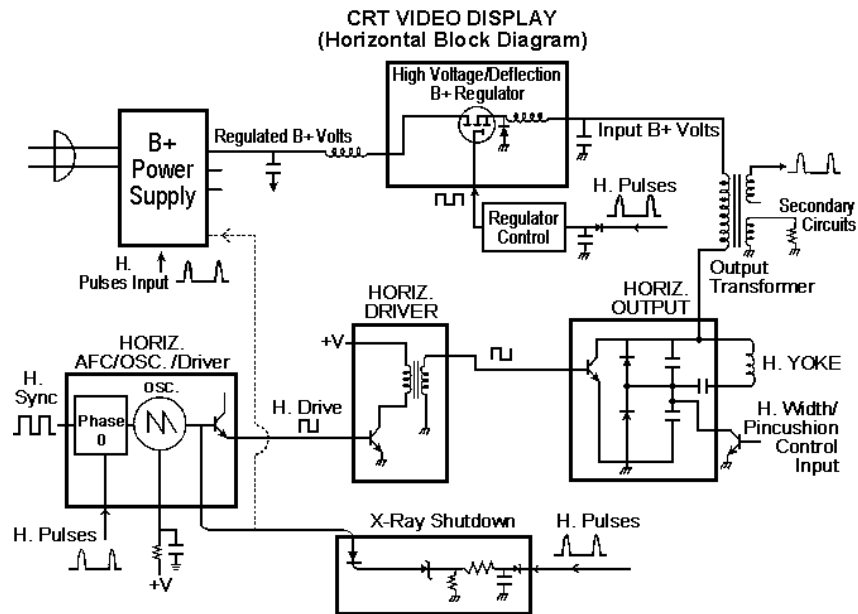 CRT VIDEO DISPLAY
(Horizontal Block Diagram)
High Voltage/Deflection
B+ Regulator
B+
Power
Supply
Regulated B+ Volts
Input B+ Volts
H. Pulses
Regulator
Control
Secondary
Circuits
H.
Pulses Input
Output
Transformer
HORIZ.
DRIVER
HORIZ.
OUTPUT
+V
HORIZ.
AFC/OSC. /Driver
H.
Sync
OSC.
Phase
0
H. Drive
H. YOKE
H. Width/
Pincushion
Control
Input
H. Pulses
+V
X-Ray Shutdown
H. Pulses